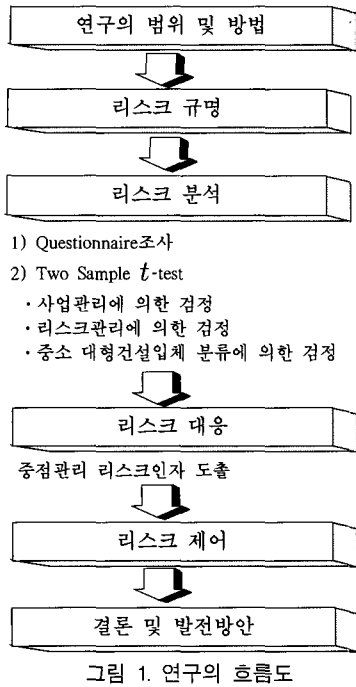 연구의 범위 및 방법
리스크 규명
리스크 분석
1) Questionnaire조사
2) Two Sample t-test
· 사업관리에 의한 검정
· 리스크관리에 의한 검정
· 중소 대형건설입체 분류에 의한 검정
리스크 대응
중점관리 리스크인자 도출
리스크 제어
결론 및 발전방안
그림 1. 연구의 흐름도